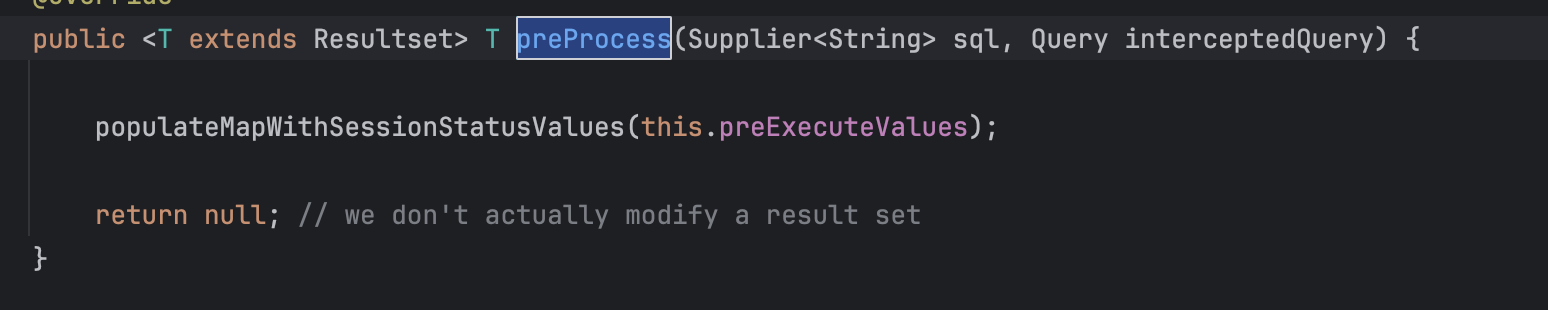 @Override
public <T extends Resultset> T preProcess(Supplier<String> sql, Query interceptedQuery) {
populateMapWithSessionStatusValues(this.preExecuteValues);
return null; // we don't actually modify a result set
}